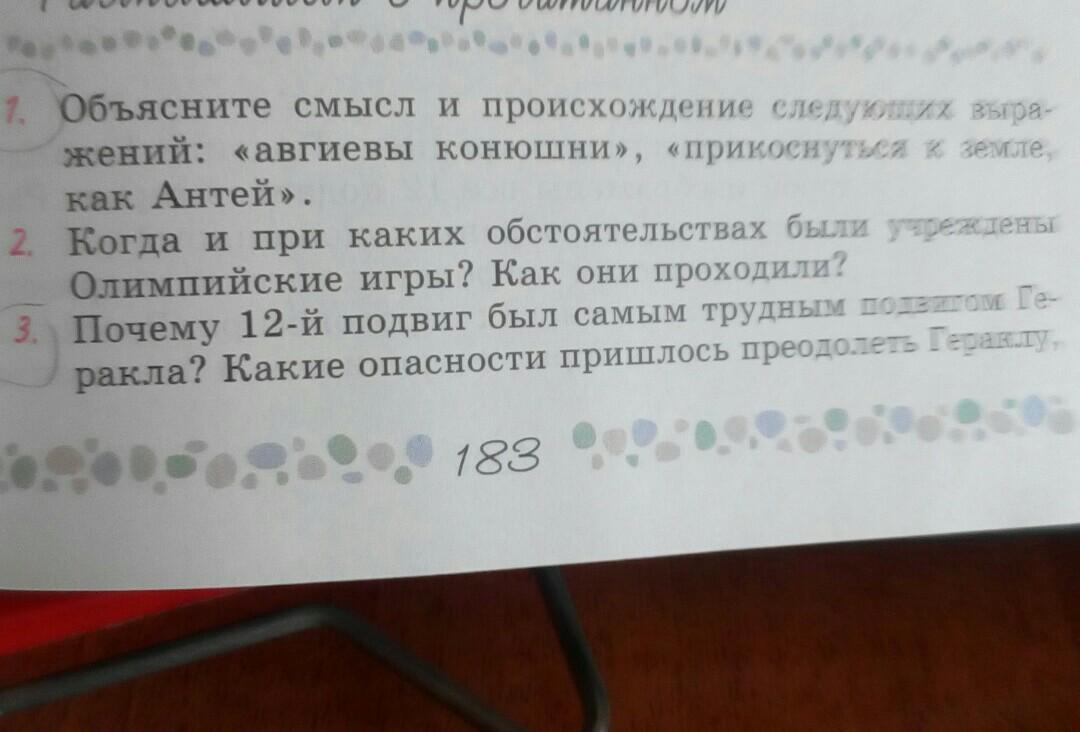 о прочитанном
1. Объясните смысл и происхождение следующих выра-
жений: «авгиевы конюшни», «прикоснуться к земле,
как Антей».
2. Когда и при каких обстоятельствах были учреждены
Олимпийские игры? Как они проходили?
3. Почему 12-й подвиг был самым трудным подвигом Ге-
ракла? Какие опасности пришлось преодолеть Гераклу,
183